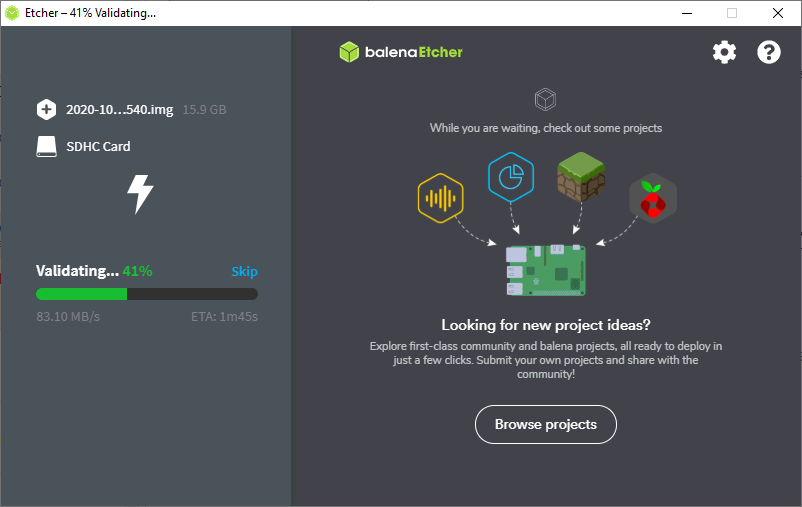 Etcher – 41% Validating...
balenaEtcher
2020-10...540.img 15.9 GB
SDHC Card
Validating... 41% Skip
83.10 MB/s ETA: 1m45s
While you are waiting, check out some projects
Looking for new project ideas?
Explore first-class community and balena projects, all ready to deploy in
just a few clicks. Submit your own projects and share with the
community!
Browse projects